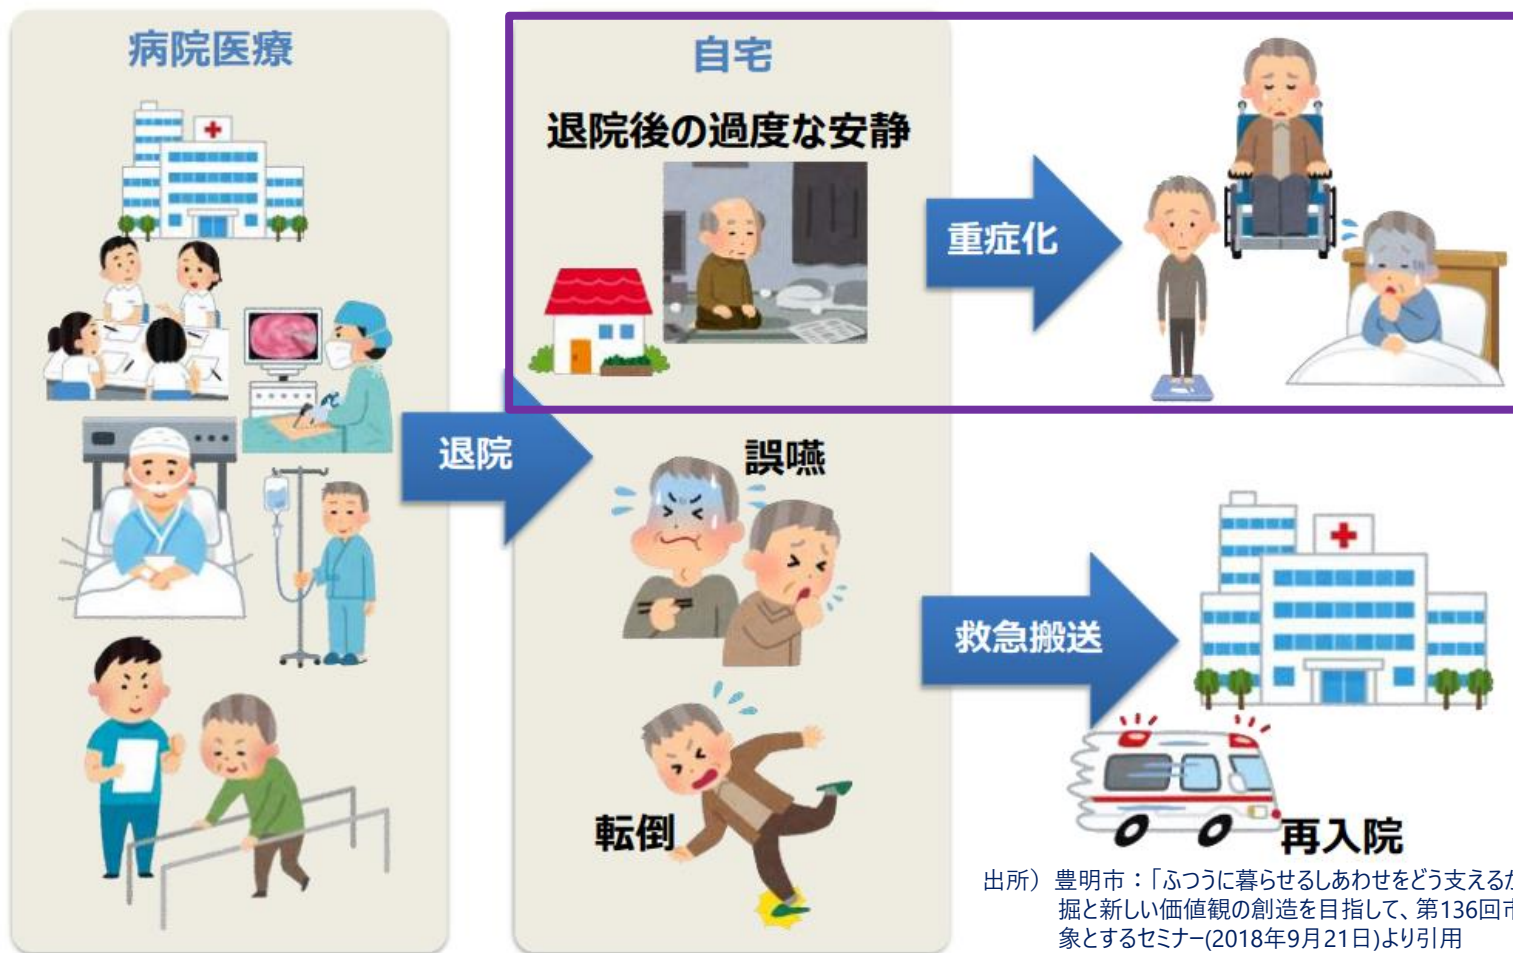 病院医療
自宅
退院後の過度な安静
重症化
退院
誤嚥
転倒
救急搬送
再入院
出所）豊明市：「ふつうに暮らせるしあわせをどう支えるか
掘と新しい価値観の創造を目指して、第136回市
象とするセミナー(2018年9月21日)より引用